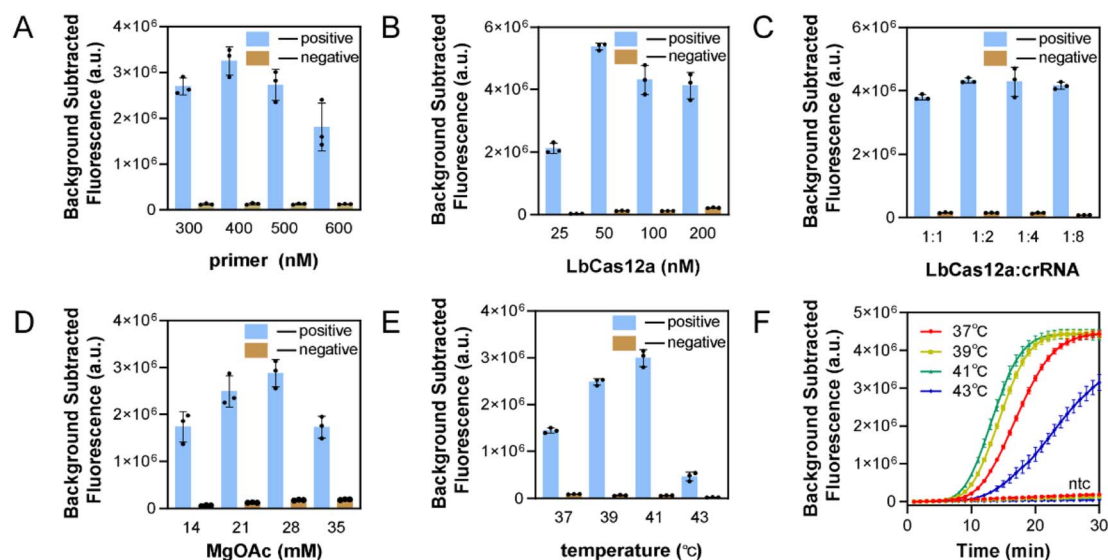 A
Background Subtracted
Fluorescence (a.u.)
4×10⁶
3×10⁶
2×10⁶
1×10⁶
0
positive
negative
300 400 500 600
primer (nM)
B
Background Subtracted
Fluorescence (a.u.)
6×10⁶
4×10⁶
2×10⁶
0
positive
negative
25 50 100 200
LbCas12a (nM)
C
Background Subtracted
Fluorescence (a.u.)
6×10⁶
4×10⁶
2×10⁶
0
positive
negative
1:1 1:2 1:4 1:8
LbCas12a:crRNA
D
Background Subtracted
Fluorescence (a.u.)
4×10⁶
3×10⁶
2×10⁶
1×10⁶
0
positive
negative
14 21 28 35
MgOAc (mM)
E
Background Subtracted
Fluorescence (a.u.)
4×10⁶
3×10⁶
2×10⁶
1×10⁶
0
positive
negative
37 39 41 43
temperature (℃)
F
Background Subtracted
Fluorescence (a.u.)
5×10⁶
4×10⁶
3×10⁶
2×10⁶
1×10⁶
0
37℃
39℃
41℃
43℃
ntc
0 10 20 30
Time (min)